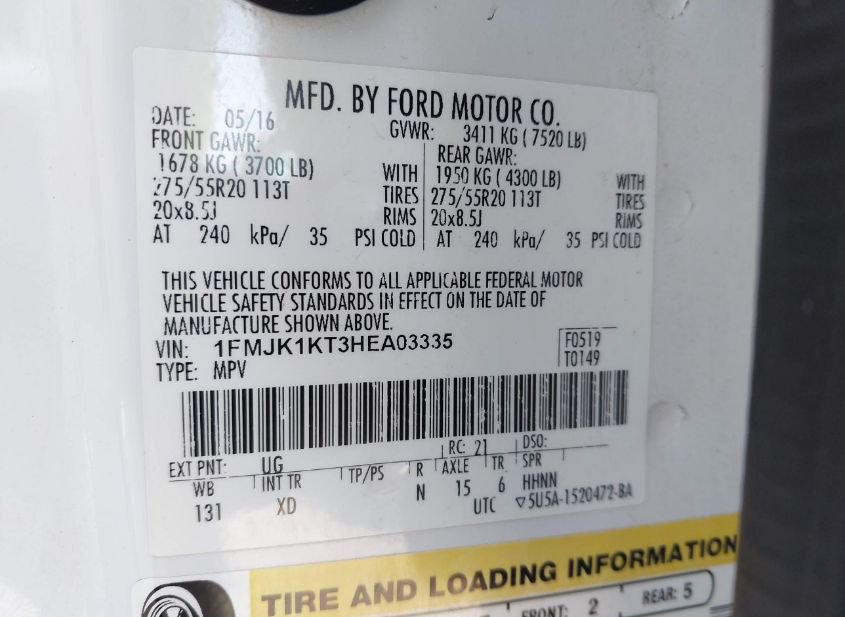 MFD. BY FORD MOTOR CO.
DATE: 05/16 GVWR: 3411 KG ( 7520 LB)
FRONT GAWR: REAR GAWR:
1678 KG ( 3700 LB) WITH 1950 KG ( 4300 LB) WITH
275/55R20 113T TIRES 275/55R20 113T TIRES
20x8.5J RIMS 20x8.5J RIMS
AT 240 kPa/ 35 PSI COLD AT 240 kPa/ 35 PSI COLD
THIS VEHICLE CONFORMS TO ALL APPLICABLE FEDERAL MOTOR
VEHICLE SAFETY STANDARDS IN EFFECT ON THE DATE OF
MANUFACTURE SHOWN ABOVE.
VIN: 1FMJK1KT3HEA03335 F0519
TYPE: MPV T0149
EXT PNT: UG RC: 21 DSO:
WB INT TR TP/PS R AXLE TR SPR
131 XD N 15 6 HHNN
UTC ▽5U5A-1520472-BA
TIRE AND LOADING INFORMATION
FRONT: 2 REAR: 5